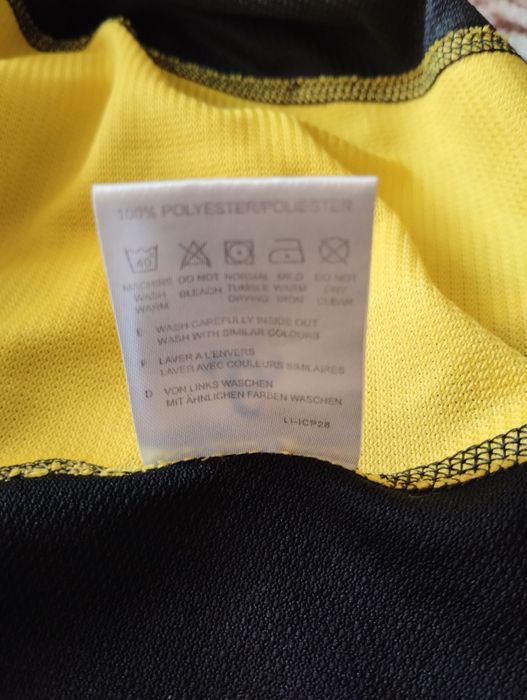 100% POLYESTER/POLIESTER
40
MACHINE DO NOT NORMAL MILD DO NOT
WASH BLEACH TUMBLE WARM DRY
WARM DRYING IRON CLEAR
E WASH CAREFULLY INSIDE OUT
WASH WITH SIMILAR COLOURS
F LAVER A L'ENVERS
LAVER AVEC COULEURS SIMILAIRES
D VON LINKS WASCHEN
MIT ÄHNLICHEN FARBEN WASCHEN
LI-ICP28